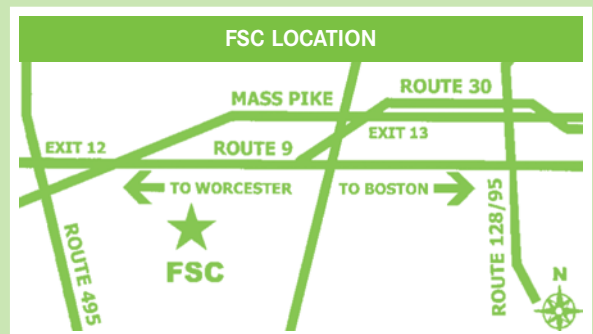 FSC LOCATION
ROUTE 30
MASS PIKE
EXIT 13
EXIT 12
ROUTE 9
TO WORCESTER
TO BOSTON
ROUTE 128/95
ROUTE 495
FSC
N